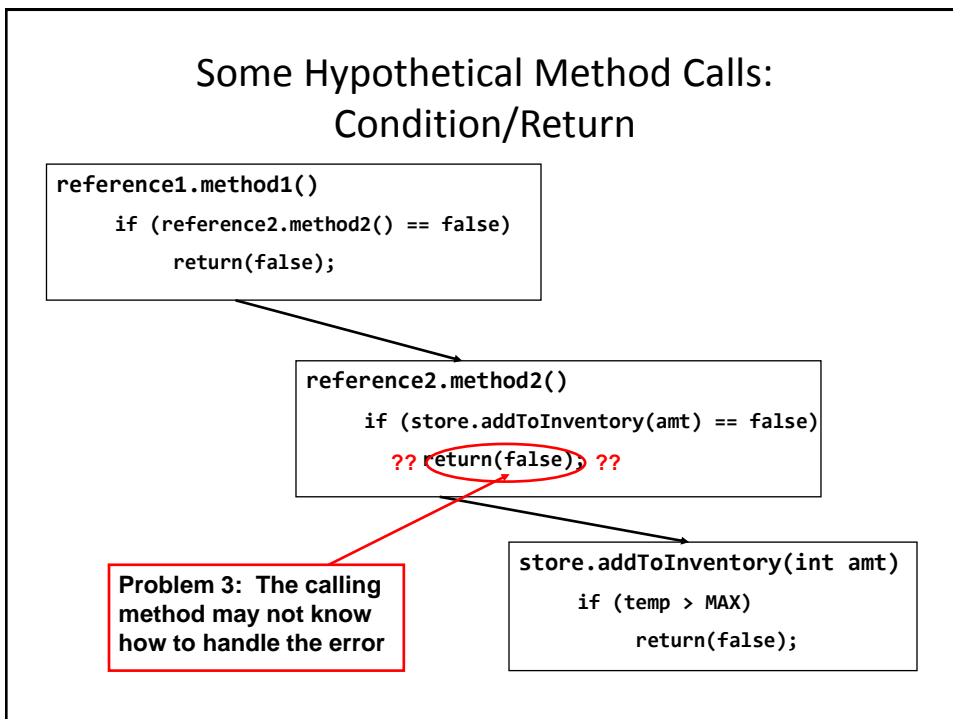 Some Hypothetical Method Calls:
Condition/Return
reference1.method1()
if (reference2.method2() == false)
return(false);
reference2.method2()
if (store.addToInventory(amt) == false)
?? return(false); ??
Problem 3: The calling
method may not know
how to handle the error
store.addToInventory(int amt)
if (temp > MAX)
return(false);